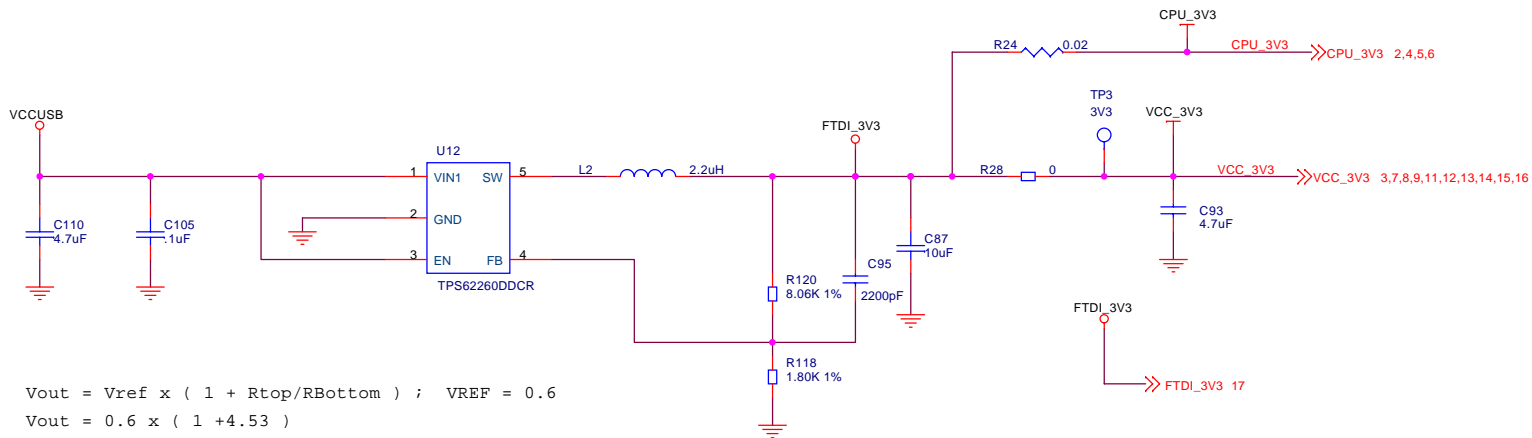 CPU_3V3
R24 0.02 CPU_3V3 CPU_3V3 2,4,5,6
TP3
3V3
VCCUSB
VCC_3V3
FTDI_3V3
U12
L2 2.2uH
R28 0
VCC_3V3 VCC_3V3 3,7,8,9,11,12,13,14,15,16
1 VIN1 SW 5
2 GND
3 EN FB 4
TPS62260DDCR
C110
4.7uF
C105
.1uF
C93
4.7uF
C87
10uF
C95
2200pF
R120
8.06K 1%
FTDI_3V3
R118
1.80K 1%
FTDI_3V3 17
Vout = Vref x ( 1 + Rtop/RBottom ) ; VREF = 0.6
Vout = 0.6 x ( 1 +4.53 )